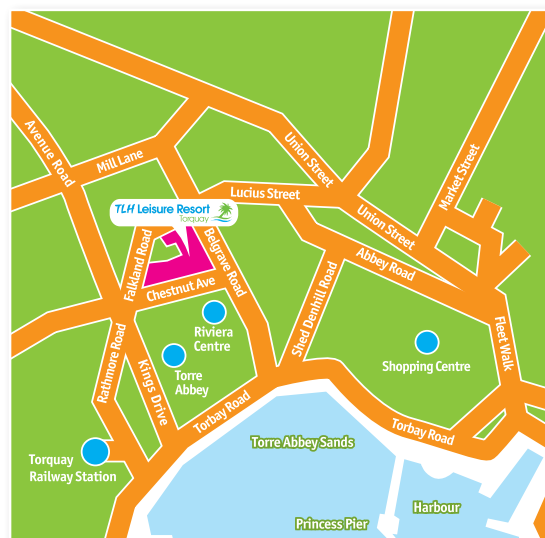 Avenue Road
Mill Lane
Union Street
Market Street
Lucius Street
TLH Leisure Resort
Torquay
Union Street
Falkland Road
Belgrave Road
Abbey Road
Chestnut Ave
Shed Denhill Road
Riviera
Centre
Fleet Walk
Rathmore Road
Kings Drive
Torre
Abbey
Shopping Centre
Torbay Road
Torbay Road
Torre Abbey Sands
Torquay
Railway Station
Harbour
Princess Pier